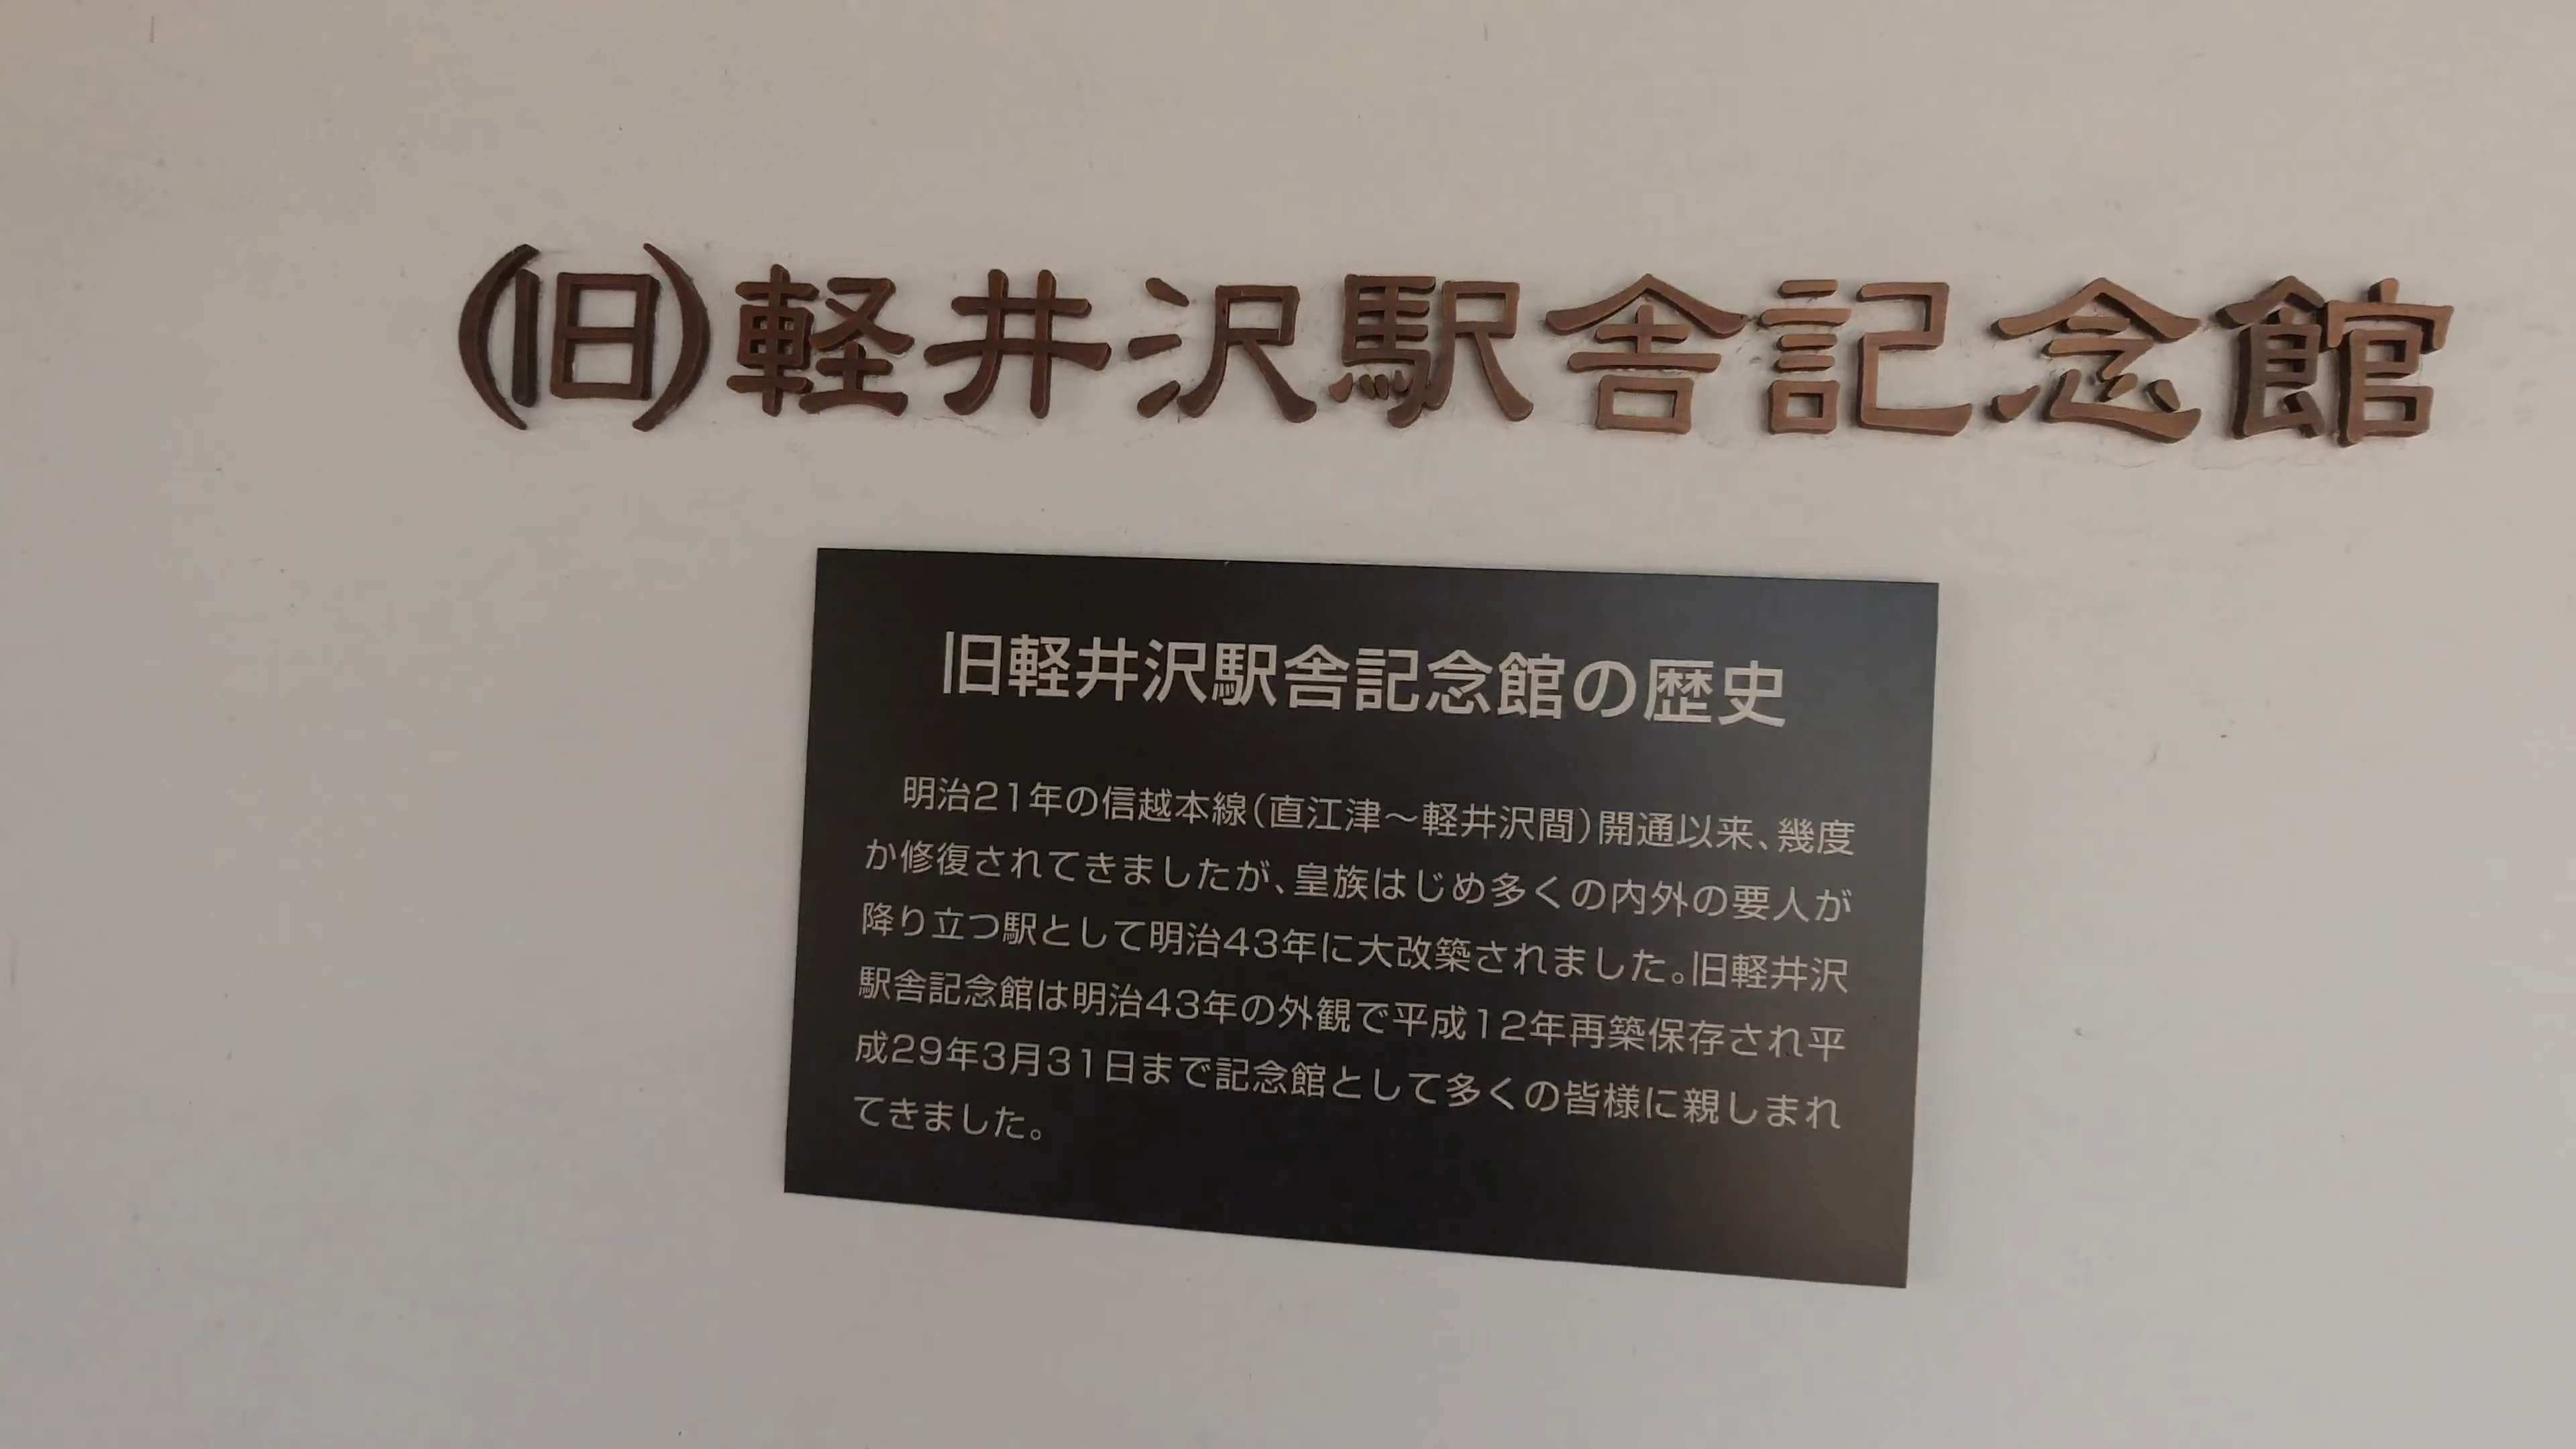 (旧)軽井沢駅舎記念館
旧軽井沢駅舎記念館の歴史
明治21年の信越本線(直江津～軽井沢間)開通以来、幾度
か修復されてきましたが、皇族はじめ多くの内外の要人が
降り立つ駅として明治43年に大改築されました。旧軽井沢
駅舎記念館は明治43年の外観で平成12年再築保存され平
成29年3月31日まで記念館として多くの皆様に親しまれ
てきました。